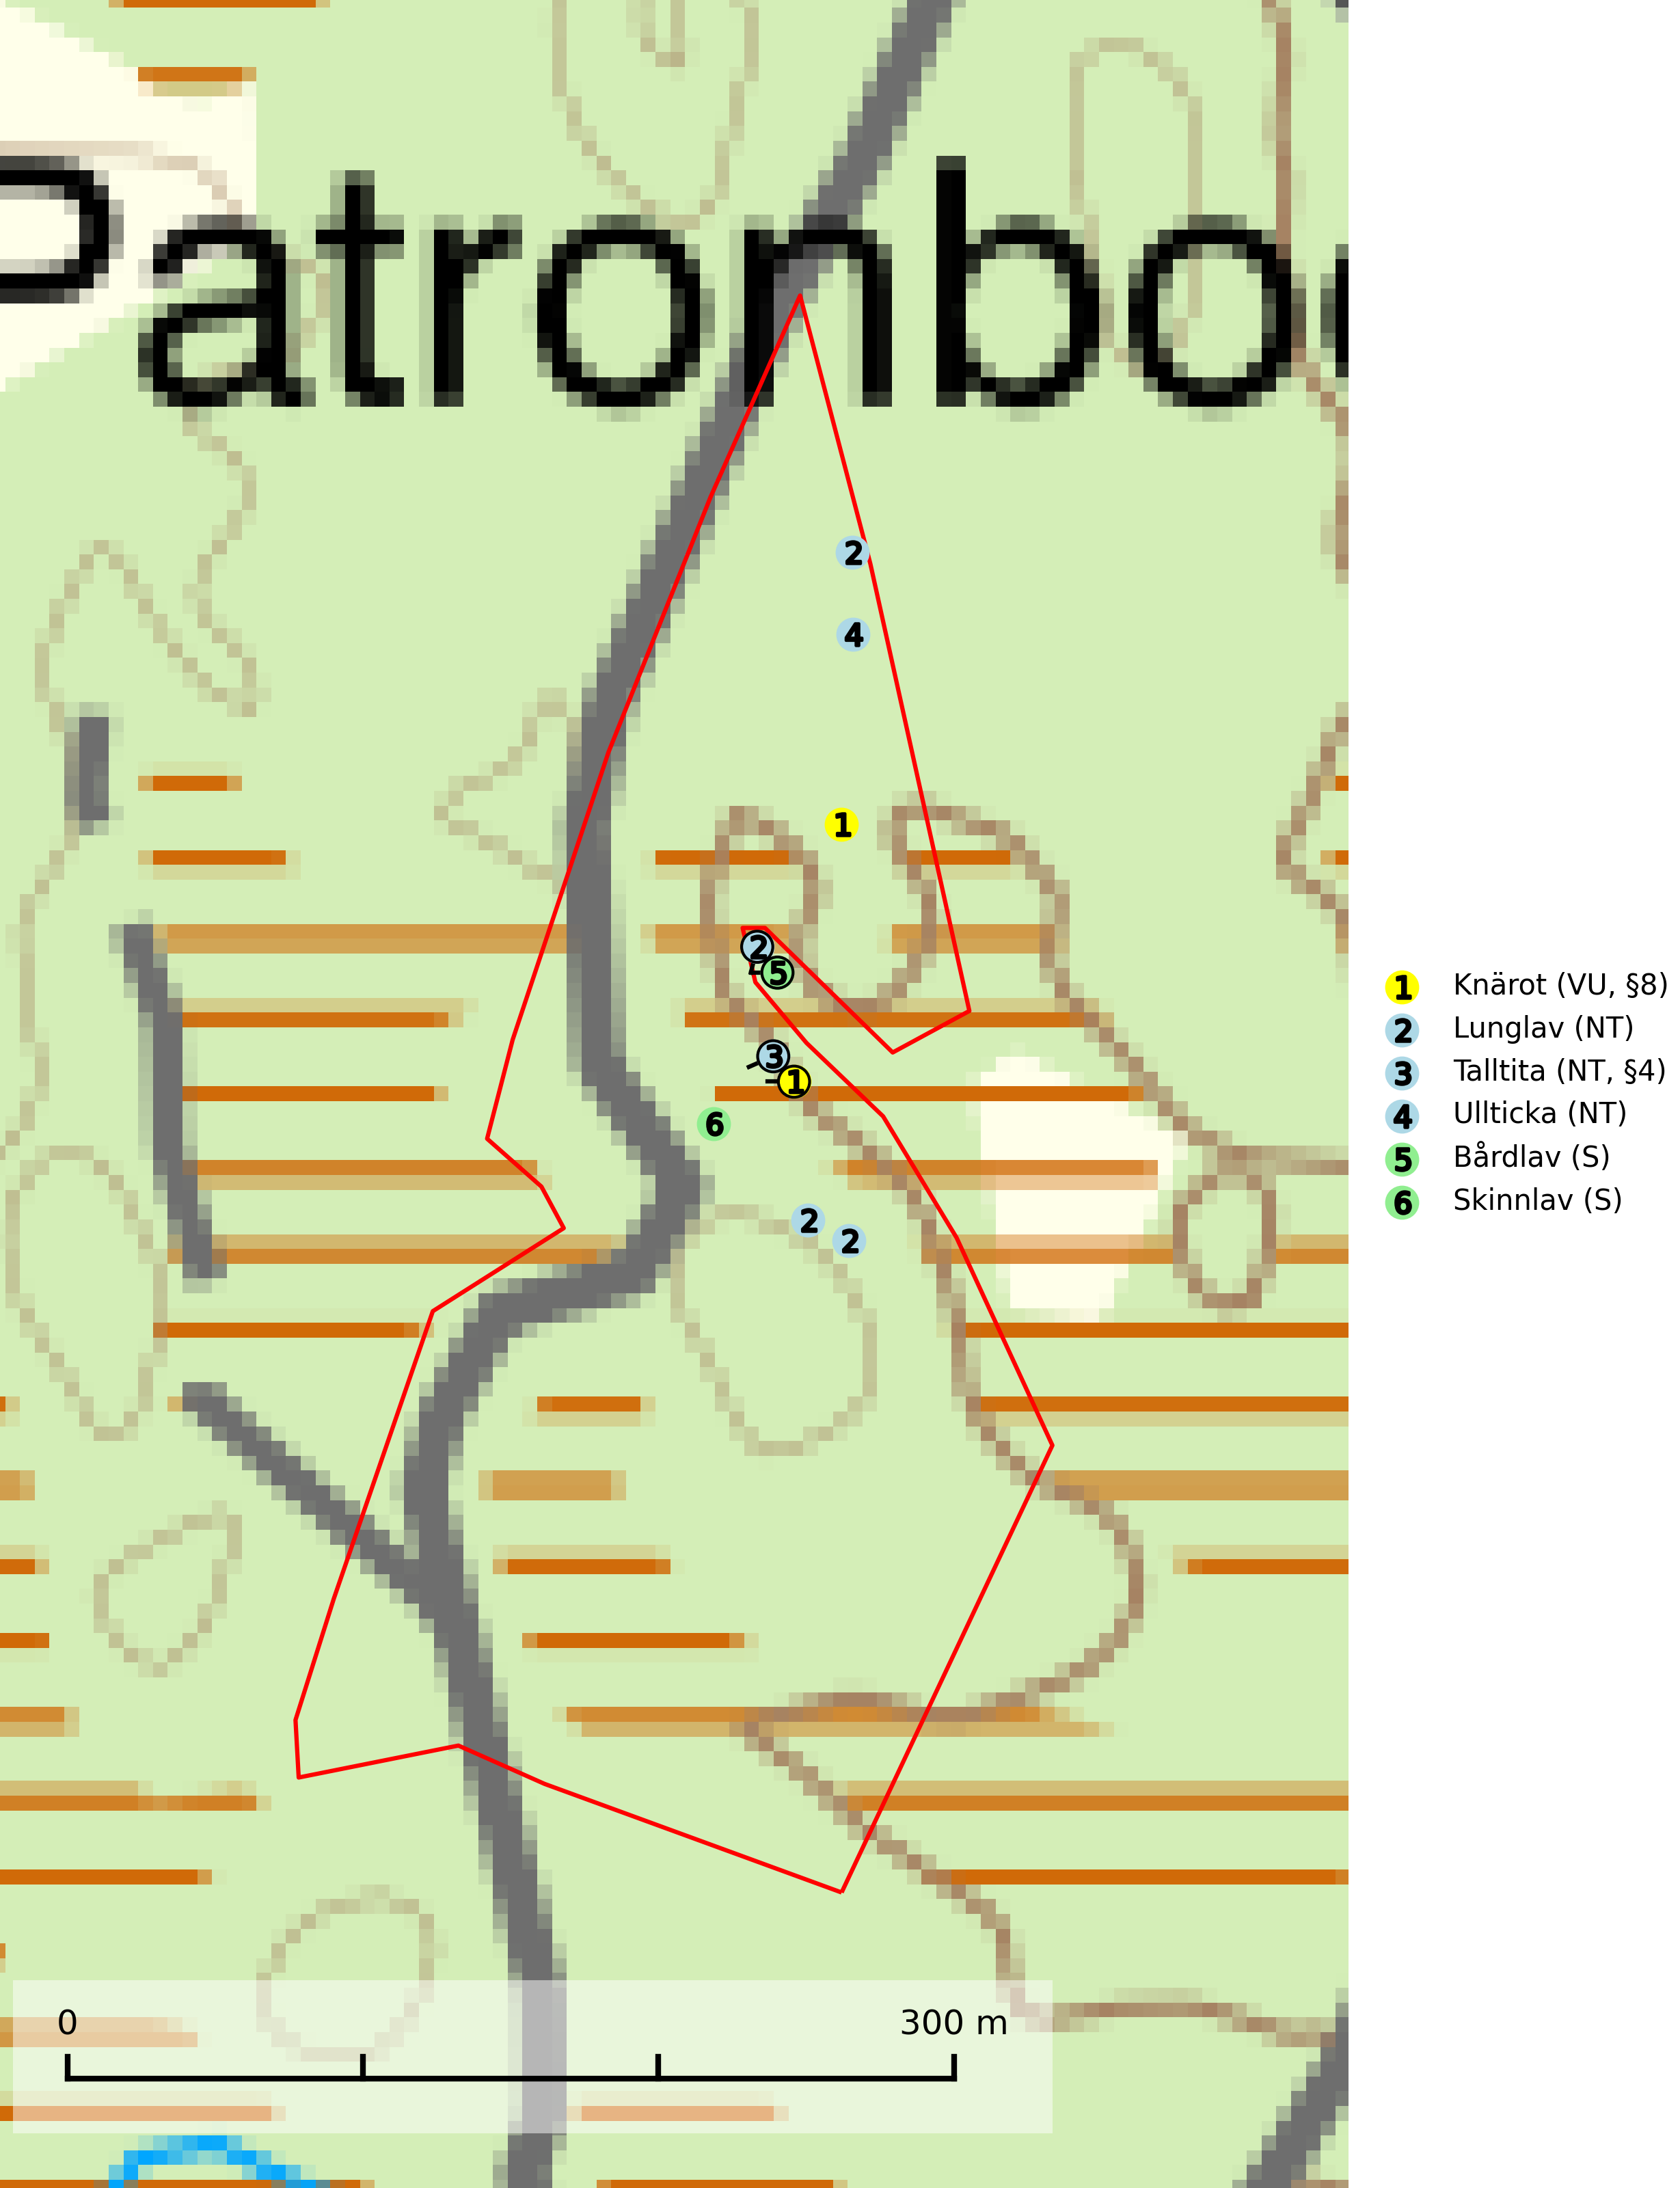 Patronbo
2
4
1
2
5
3
1
6
2
2
1 Knärot (VU, §8)
2 Lunglav (NT)
3 Talltita (NT, §4)
4 Ullticka (NT)
5 Bårdlav (S)
6 Skinnlav (S)
0 300 m